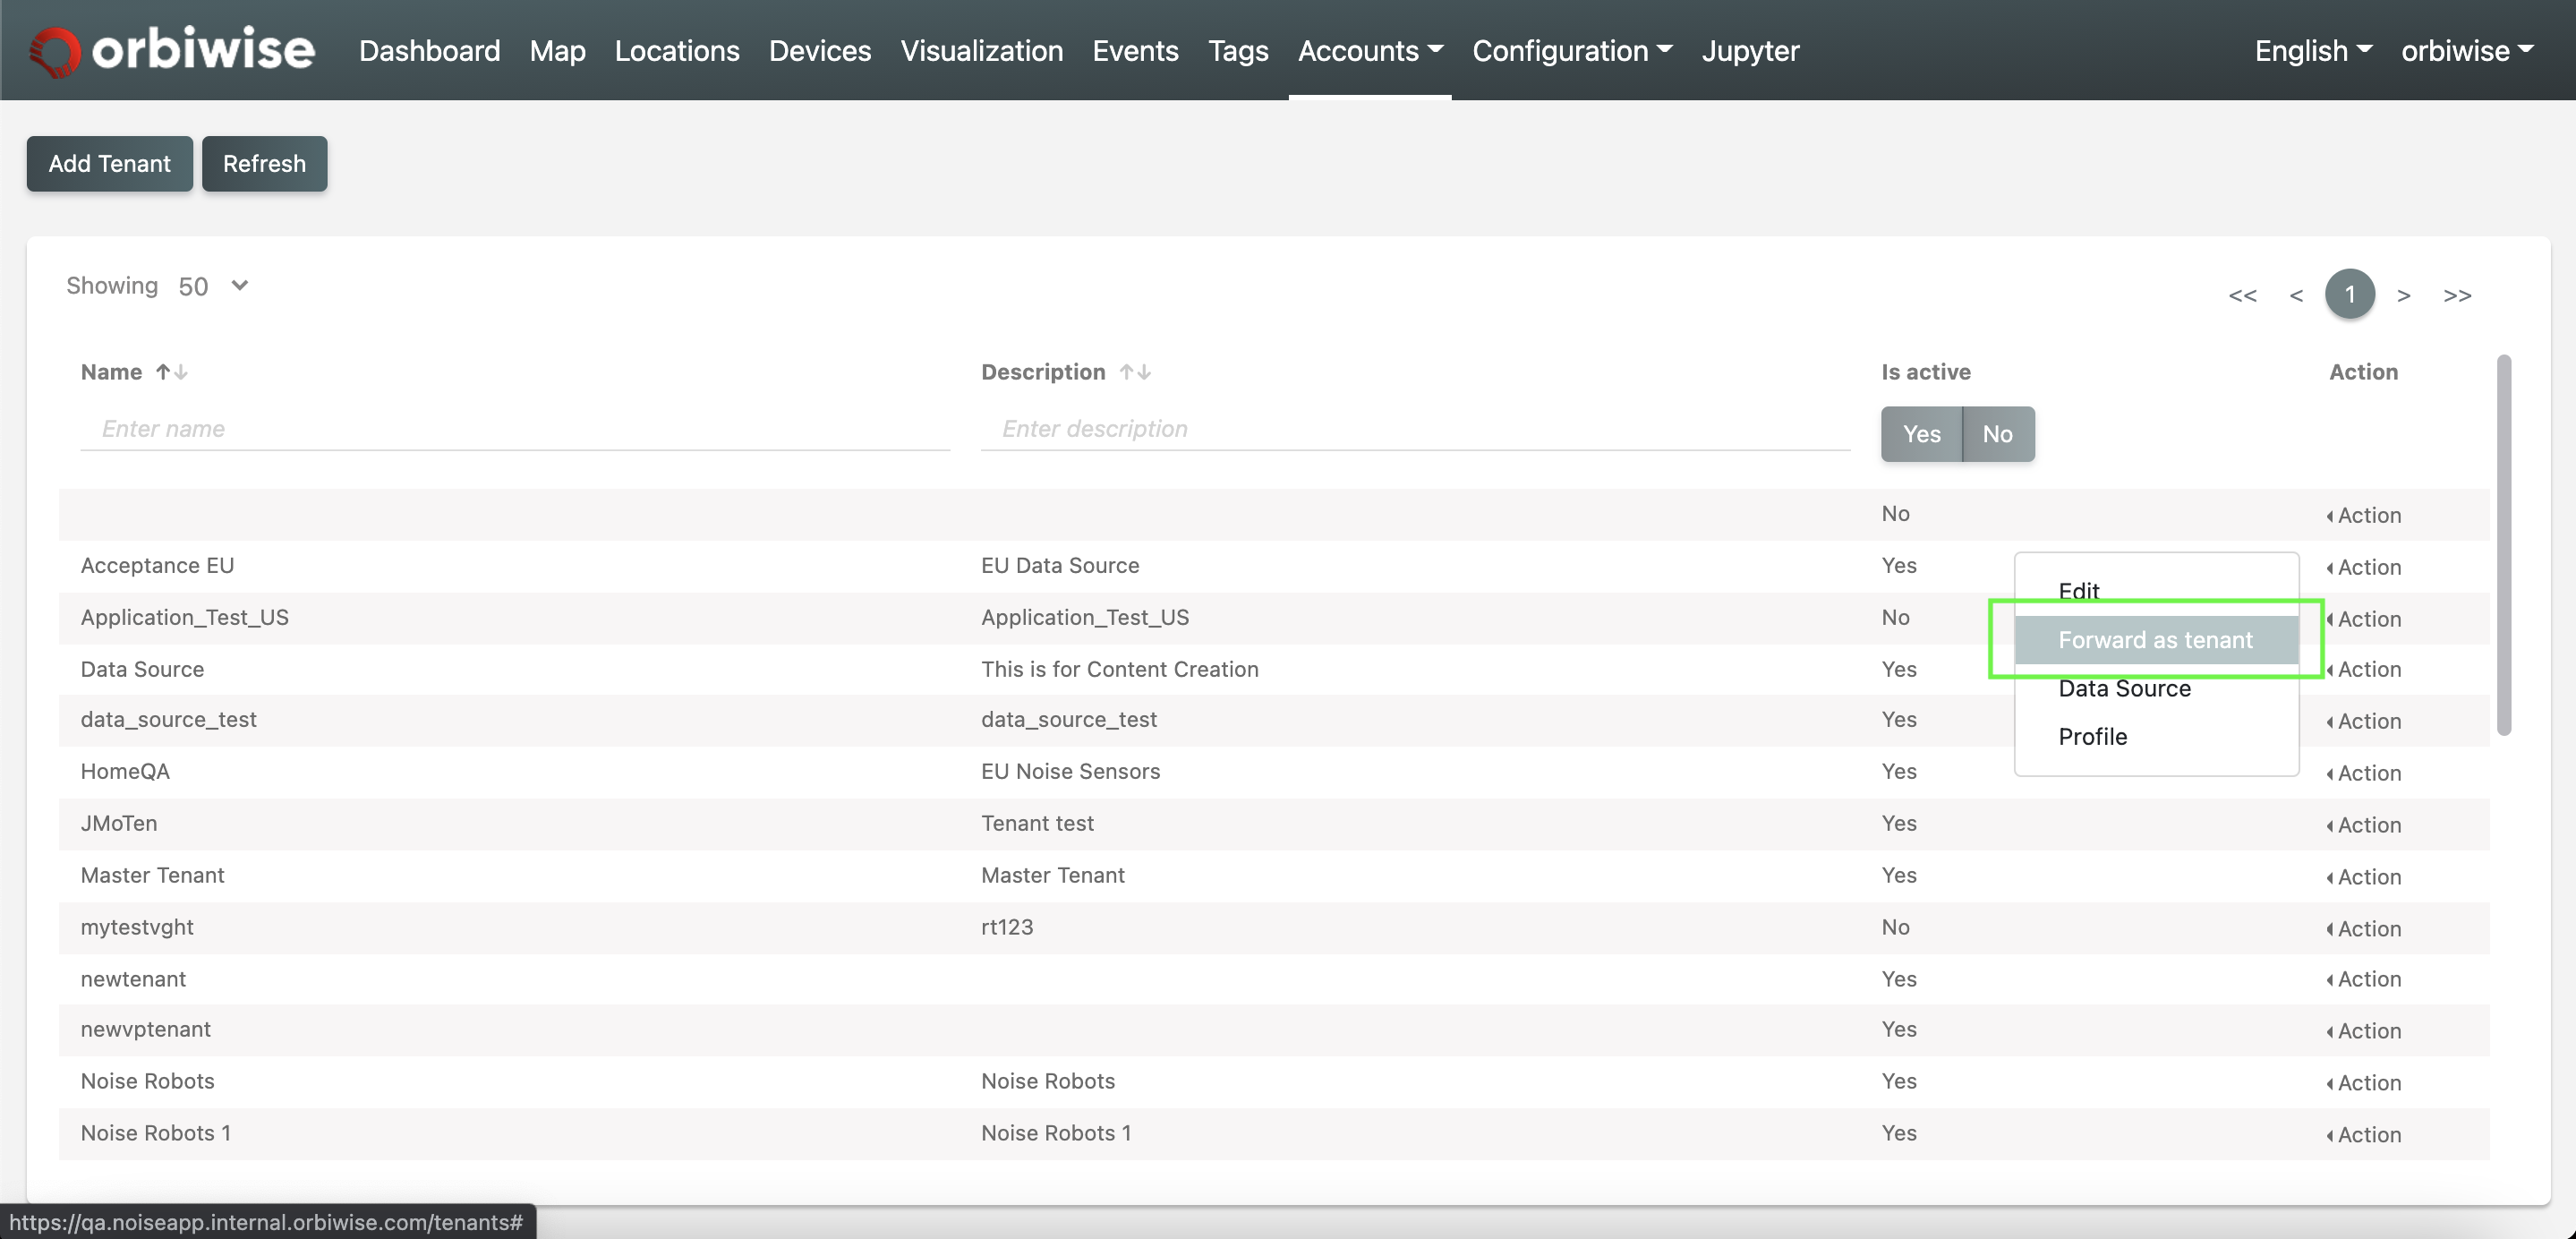 orbiwise Dashboard Map Locations Devices Visualization Events Tags Accounts Configuration Jupyter English orbiwise
Add Tenant Refresh
Showing 50 << < 1 > >>
Name Description Is active Action
Enter name Enter description Yes No
No Action
Acceptance EU EU Data Source Yes Action
Edit
Application_Test_US Application_Test_US No Action
Forward as tenant
Data Source This is for Content Creation Yes Action
Data Source
data_source_test data_source_test Yes Action
Profile
HomeQA EU Noise Sensors Yes Action
JMoTen Tenant test Yes Action
Master Tenant Master Tenant Yes Action
mytestvght rt123 No Action
newtenant Yes Action
newvptenant Yes Action
Noise Robots Noise Robots Yes Action
Noise Robots 1 Noise Robots 1 Yes Action
https://qa.noiseapp.internal.orbiwise.com/tenants#